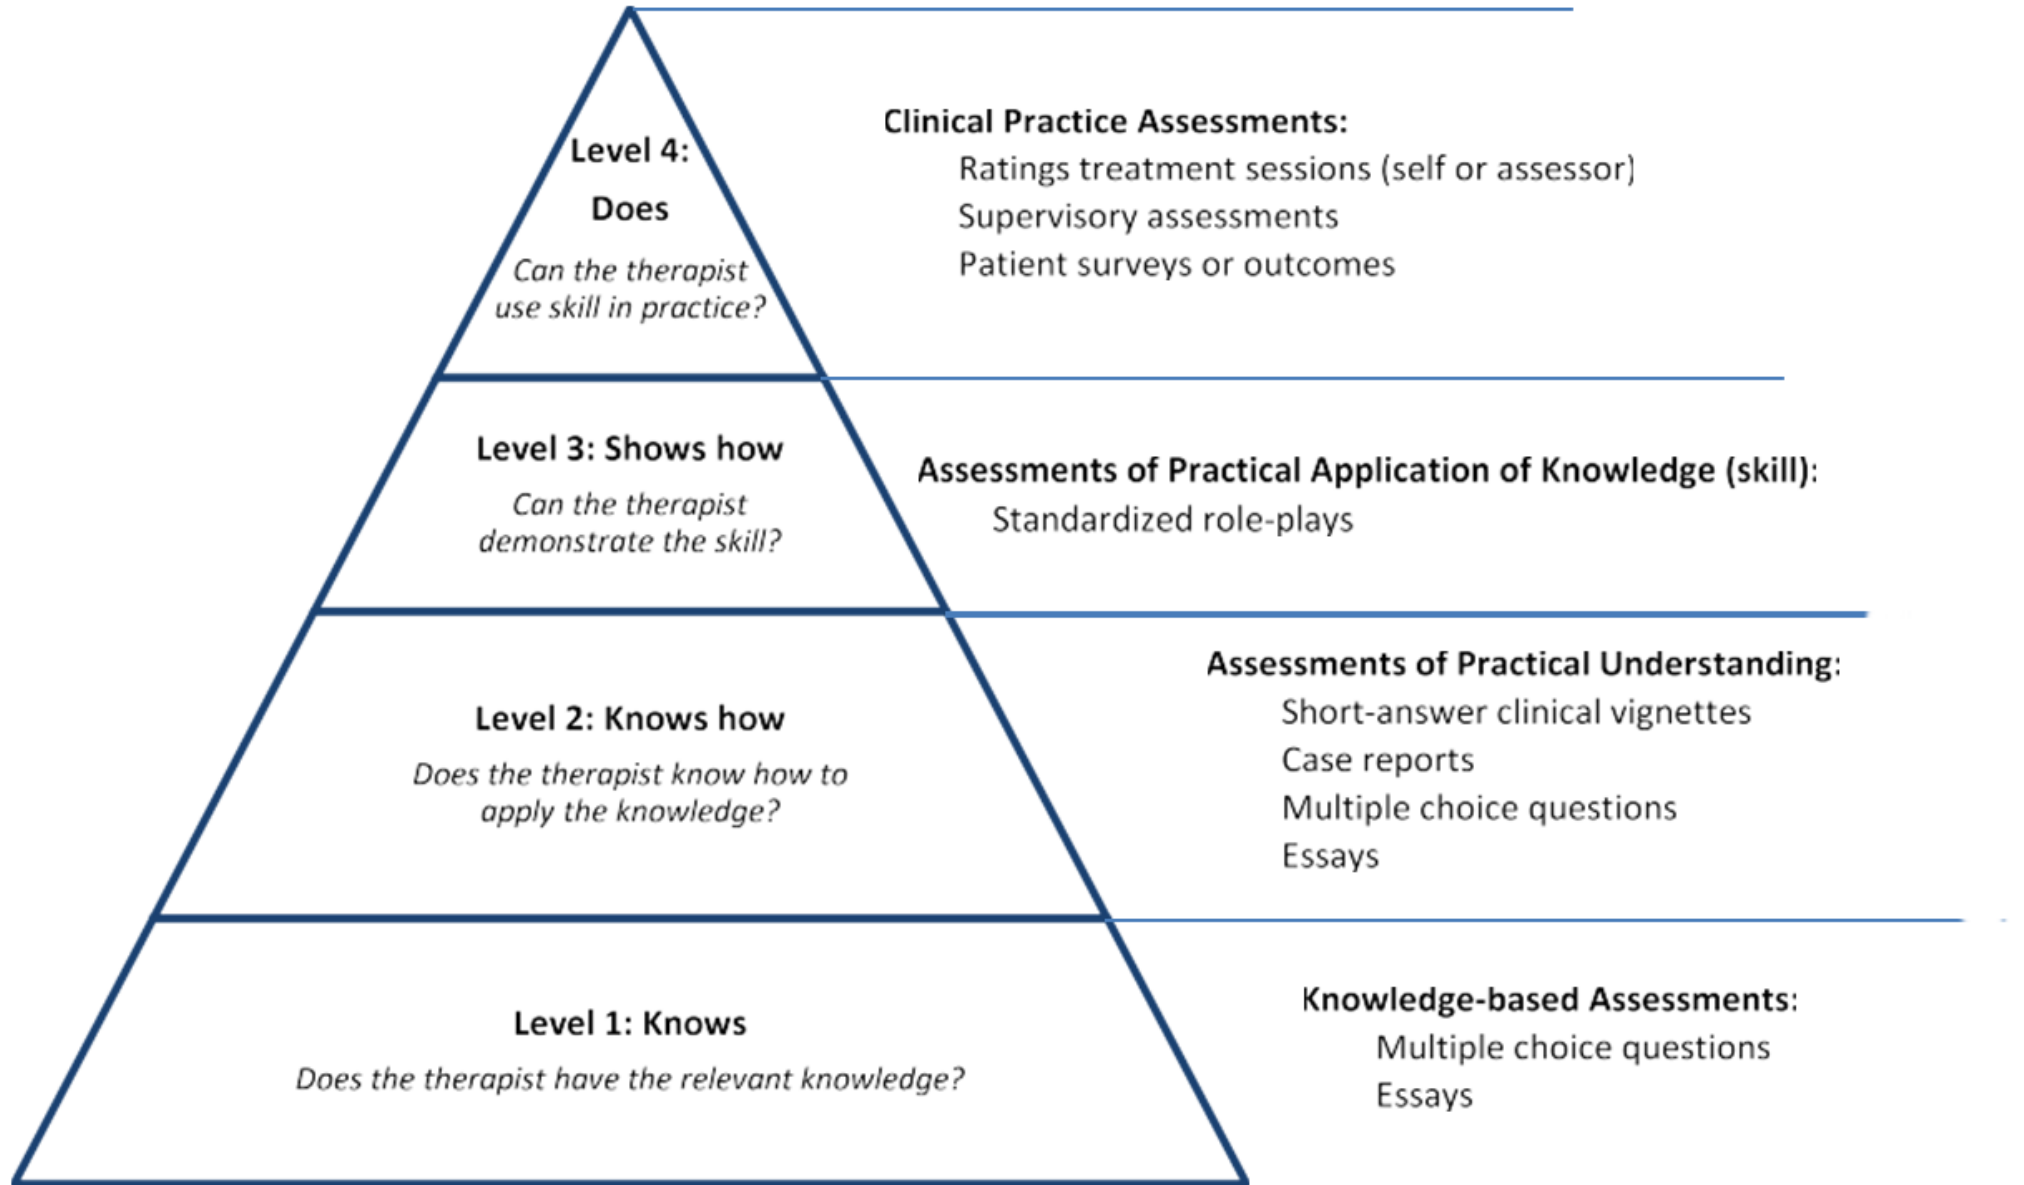 Level 4:
Does
Can the therapist
use skill in practice?
Clinical Practice Assessments:
Ratings treatment sessions (self or assessor)
Supervisory assessments
Patient surveys or outcomes
Level 3: Shows how
Can the therapist
demonstrate the skill?
Assessments of Practical Application of Knowledge (skill):
Standardized role-plays
Level 2: Knows how
Does the therapist know how to
apply the knowledge?
Assessments of Practical Understanding:
Short-answer clinical vignettes
Case reports
Multiple choice questions
Essays
Level 1: Knows
Does the therapist have the relevant knowledge?
Knowledge-based Assessments:
Multiple choice questions
Essays